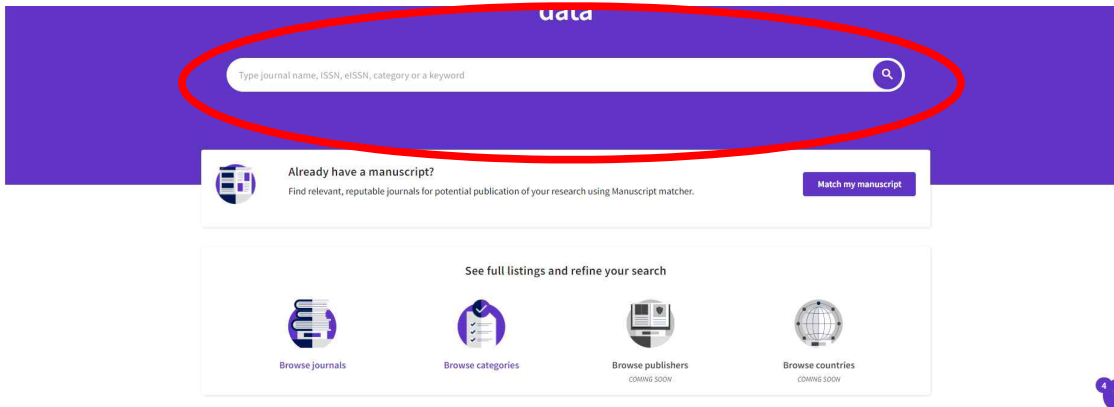 data
Type journal name, ISSN, eISSN, category or a keyword
Already have a manuscript?
Find relevant, reputable journals for potential publication of your research using Manuscript matcher.
Match my manuscript
See full listings and refine your search
Browse journals
Browse categories
Browse publishers
COMING SOON
Browse countries
COMING SOON
4